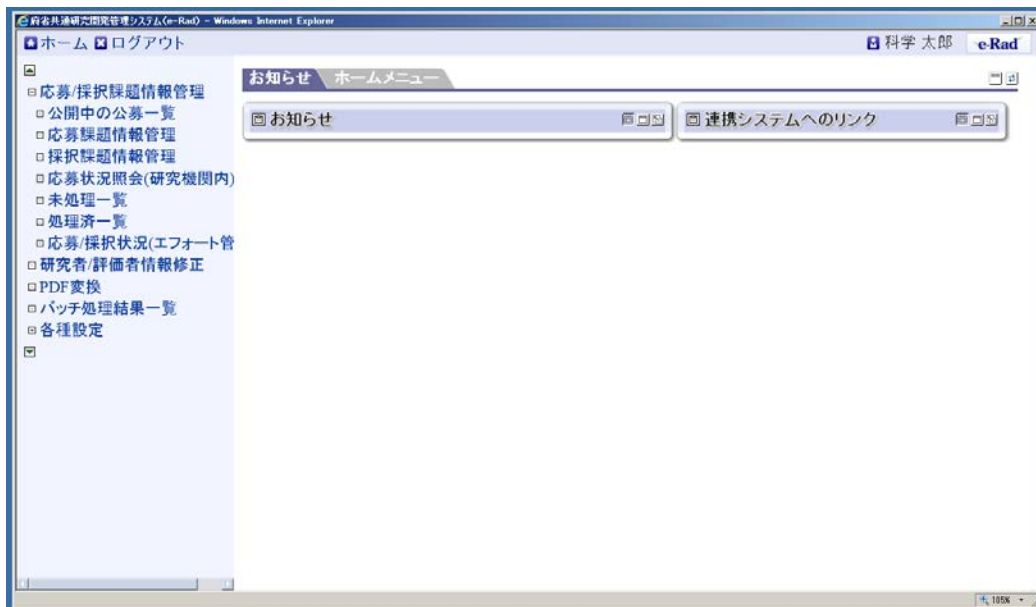 府省共通研究開発管理システム(e-Rad) - Windows Internet Explorer
ホーム ログアウト
科学 太郎 e-Rad
お知らせ ホームメニュー
応募/採択課題情報管理
公開中の公募一覧
応募課題情報管理
採択課題情報管理
応募状況照会(研究機関内)
未処理一覧
処理済一覧
応募/採択状況(エフォート管
研究者/評価者情報修正
PDF変換
バッチ処理結果一覧
各種設定
お知らせ
連携システムへのリンク
105%